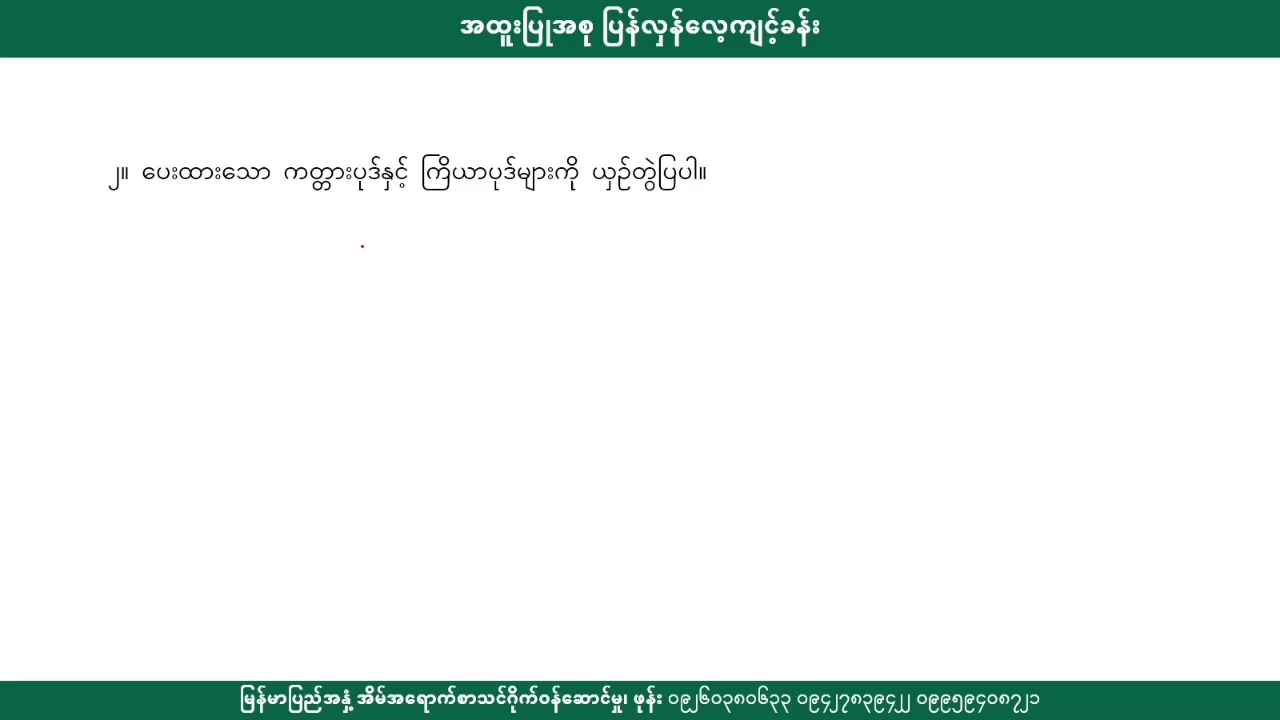 အထူးပြုအစု ပြန်လှန်လေ့ကျင့်ခန်း
၂။ ပေးထားသော ကတ္တားပုဒ်နှင့် ကြိယာပုဒ်များကို ယှဉ်တွဲပြပါ။
မြန်မာပြည်အနှံ့ အိမ်အရောက်စာသင်ဂိုက်ဝန်ဆောင်မှု၊ ဖုန်း ၀၉၂၆၀၃၈၀၆၃၃ ၀၉၄၂၇၈၃၉၄၂၂ ၀၉၉၅၉၄၀၈၇၂၁